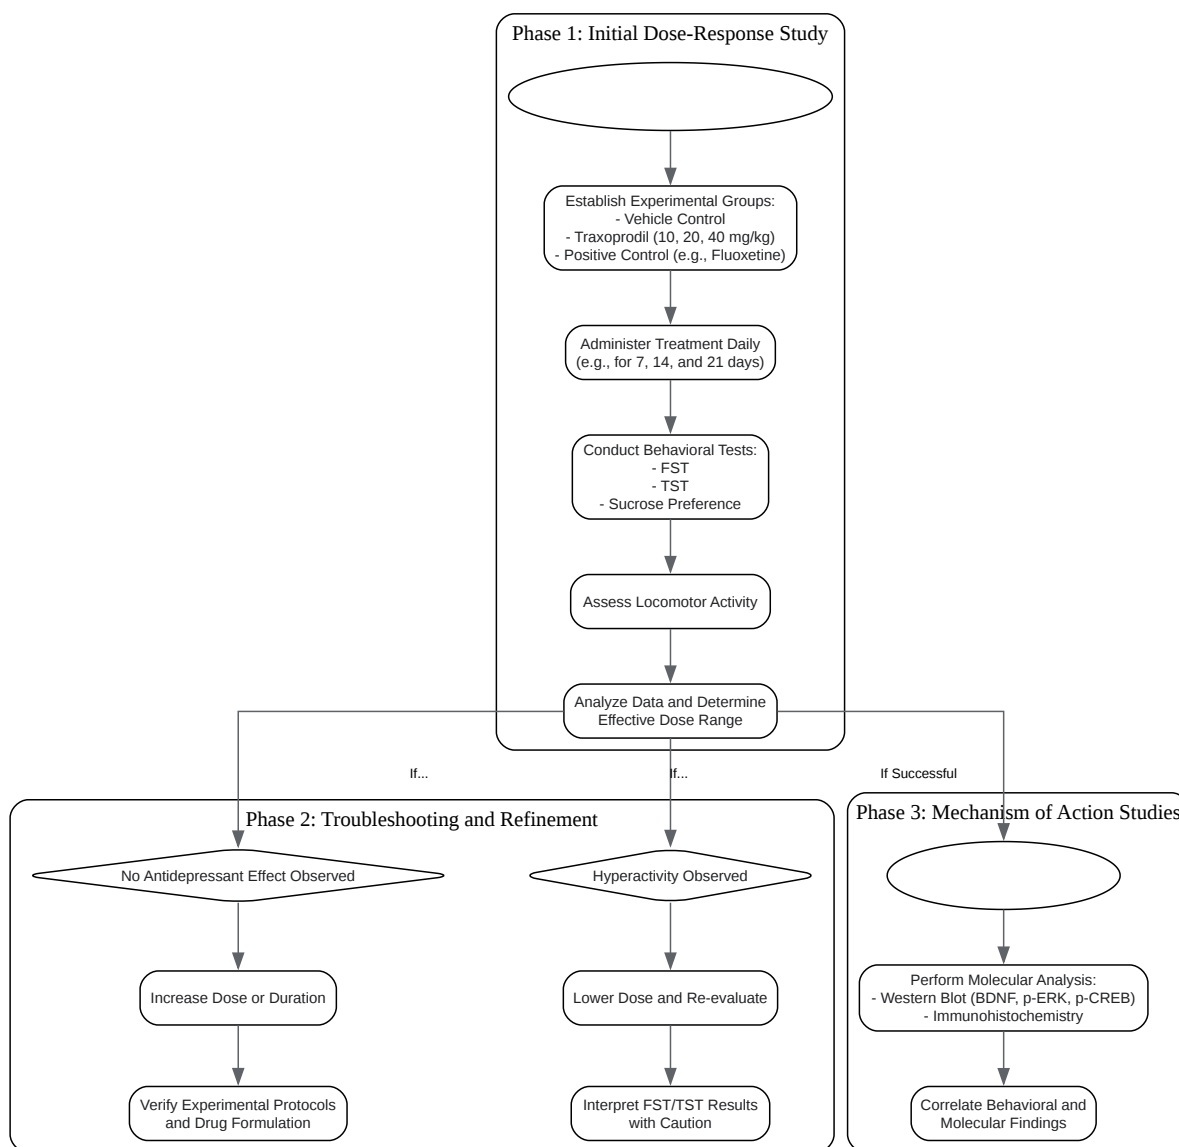 Phase 1: Initial Dose-Response Study
Establish Experimental Groups:
- Vehicle Control
- Traxoprodil (10, 20, 40 mg/kg)
- Positive Control (e.g., Fluoxetine)
Administer Treatment Daily
(e.g., for 7, 14, and 21 days)
Conduct Behavioral Tests:
- FST
- TST
- Sucrose Preference
Assess Locomotor Activity
Analyze Data and Determine
Effective Dose Range
If...
If...
If Successful
Phase 2: Troubleshooting and Refinement
No Antidepressant Effect Observed
Hyperactivity Observed
Increase Dose or Duration
Lower Dose and Re-evaluate
Verify Experimental Protocols
and Drug Formulation
Interpret FST/TST Results
with Caution
Phase 3: Mechanism of Action Studies
Perform Molecular Analysis:
- Western Blot (BDNF, p-ERK, p-CREB)
- Immunohistochemistry
Correlate Behavioral and
Molecular Findings